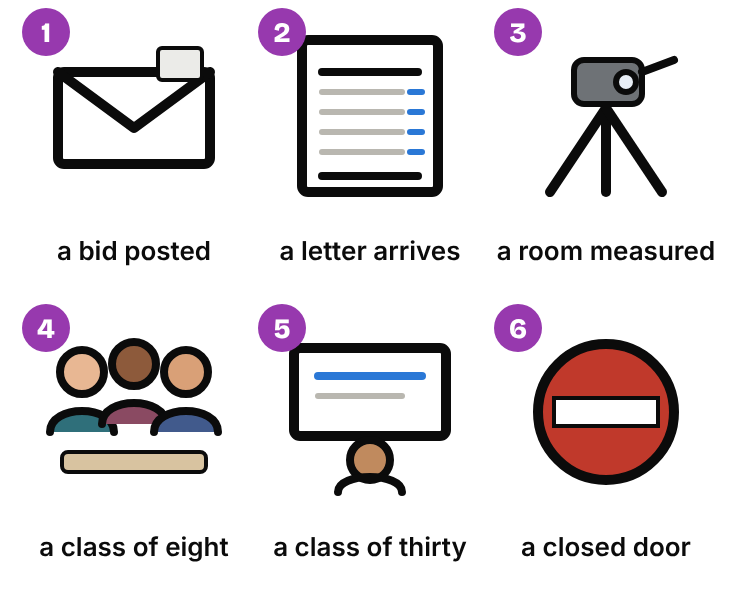 1
a bid posted
2
a letter arrives
3
a room measured
4
a class of eight
5
a class of thirty
6
a closed door